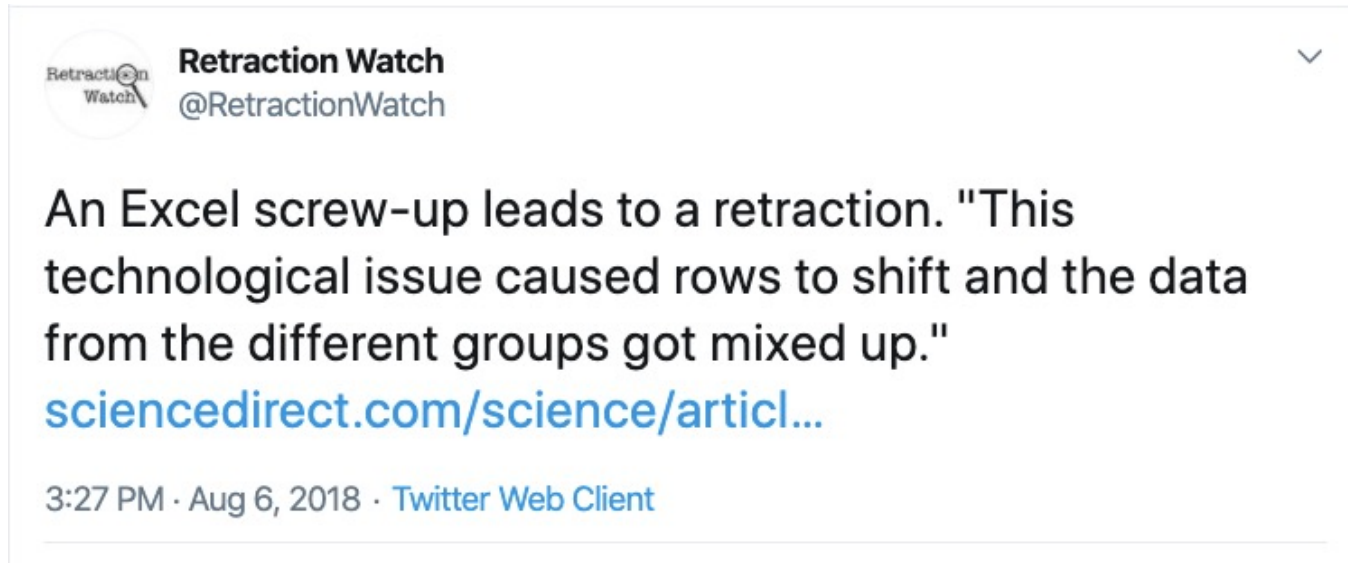 Retraction Watch
Retraction Watch
@RetractionWatch
An Excel screw-up leads to a retraction. "This
technological issue caused rows to shift and the data
from the different groups got mixed up."
sciencedirect.com/science/articl...
3:27 PM · Aug 6, 2018 · Twitter Web Client